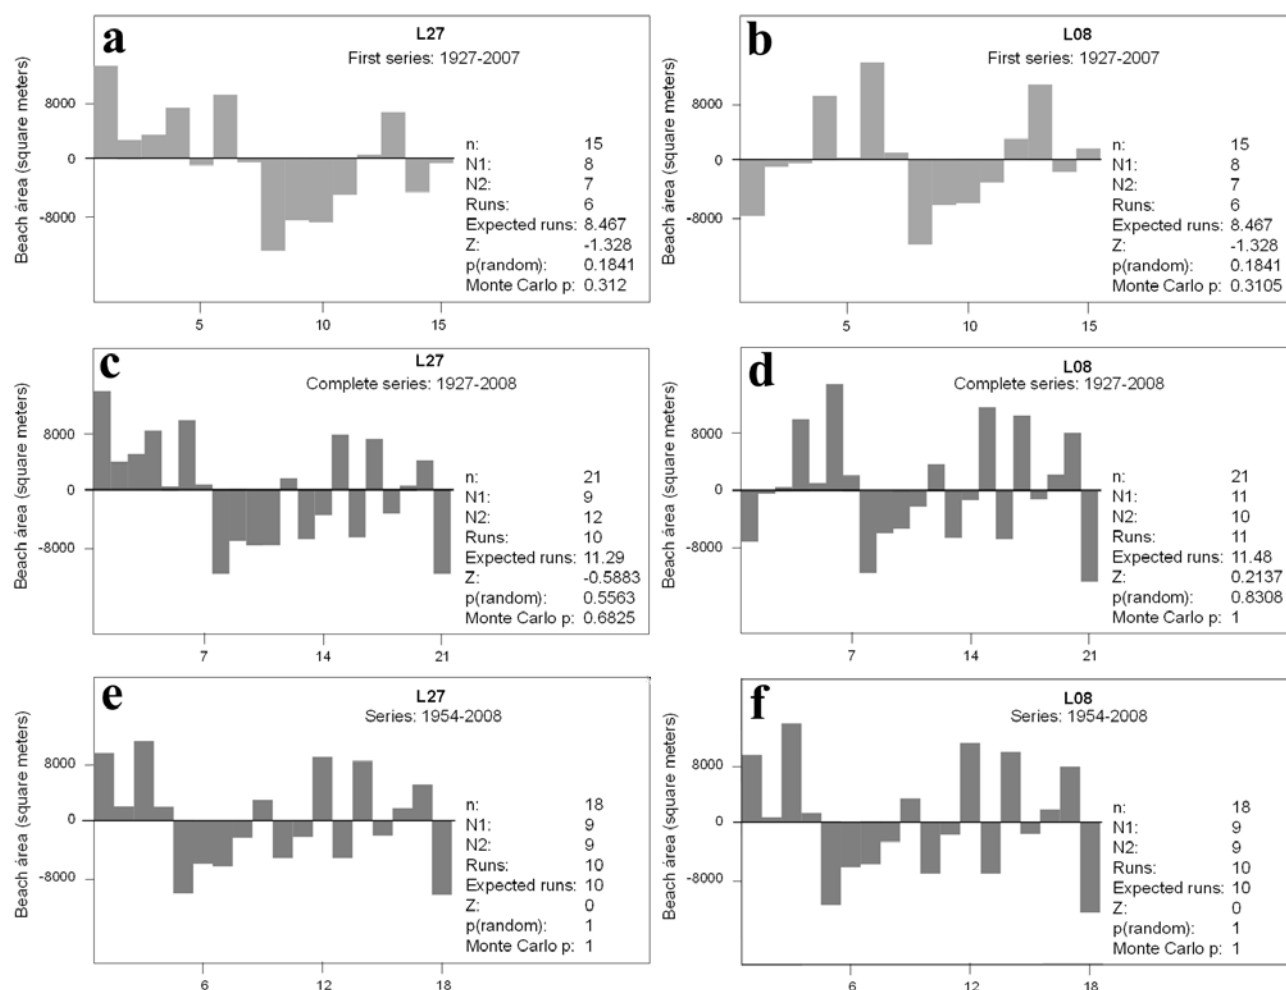 a
L27
First series: 1927-2007
Beach área (square meters)
8000
0
-8000
n: 15
N1: 8
N2: 7
Runs: 6
Expected runs: 8.467
Z: -1.328
p(random): 0.1841
Monte Carlo p: 0.312
5 10 15
b
L08
First series: 1927-2007
Beach área (square meters)
8000
0
-8000
n: 15
N1: 8
N2: 7
Runs: 6
Expected runs: 8.467
Z: -1.328
p(random): 0.1841
Monte Carlo p: 0.3105
5 10 15
c
L27
Complete series: 1927-2008
Beach área (square meters)
8000
0
-8000
n: 21
N1: 9
N2: 12
Runs: 10
Expected runs: 11.29
Z: -0.5883
p(random): 0.5563
Monte Carlo p: 0.6825
7 14 21
d
L08
Complete series: 1927-2008
Beach área (square meters)
8000
0
-8000
n: 21
N1: 11
N2: 10
Runs: 11
Expected runs: 11.48
Z: 0.2137
p(random): 0.8308
Monte Carlo p: 1
7 14 21
e
L27
Series: 1954-2008
Beach área (square meters)
8000
0
-8000
n: 18
N1: 9
N2: 9
Runs: 10
Expected runs: 10
Z: 0
p(random): 1
Monte Carlo p: 1
6 12 18
f
L08
Series: 1954-2008
Beach área (square meters)
8000
0
-8000
n: 18
N1: 9
N2: 9
Runs: 10
Expected runs: 10
Z: 0
p(random): 1
Monte Carlo p: 1
6 12 18